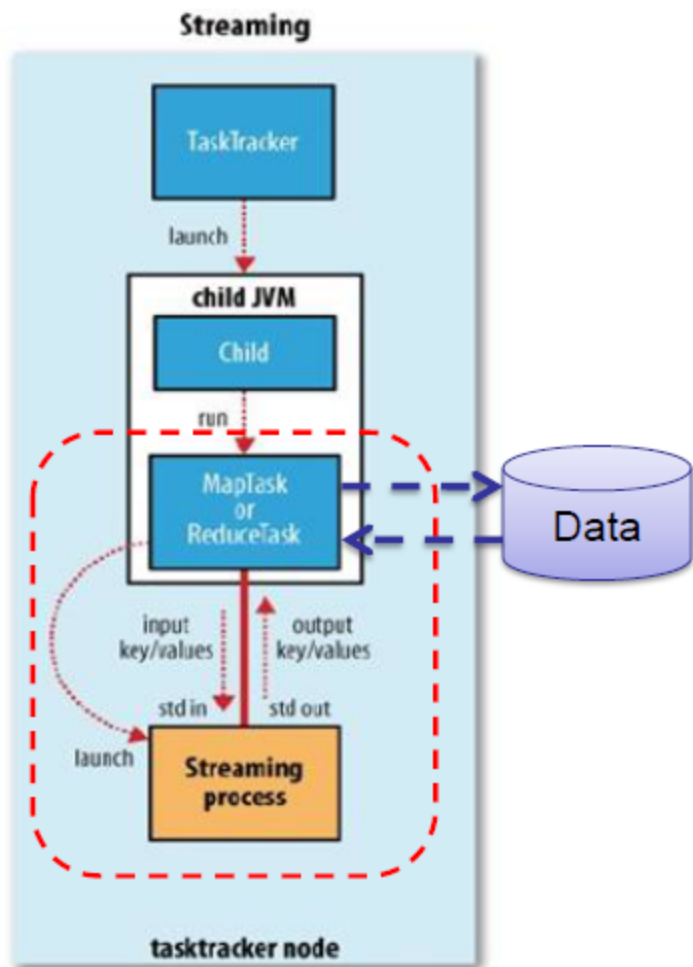 Streaming
TaskTracker
launch
child JVM
Child
run
MapTask
or
ReduceTask
Data
input
key/values
output
key/values
std in
std out
launch
Streaming
process
tasktracker node